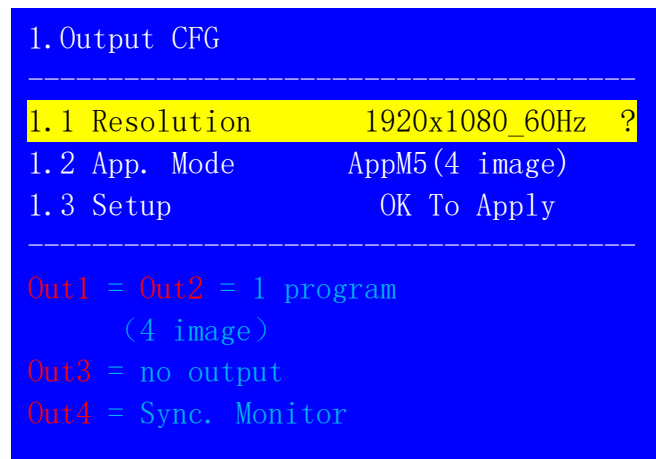 1.Output CFG
1.1 Resolution 1920x1080_60Hz ?
1.2 App. Mode AppM5(4 image)
1.3 Setup OK To Apply
Out1 = Out2 = 1 program
(4 image)
Out3 = no output
Out4 = Sync. Monitor